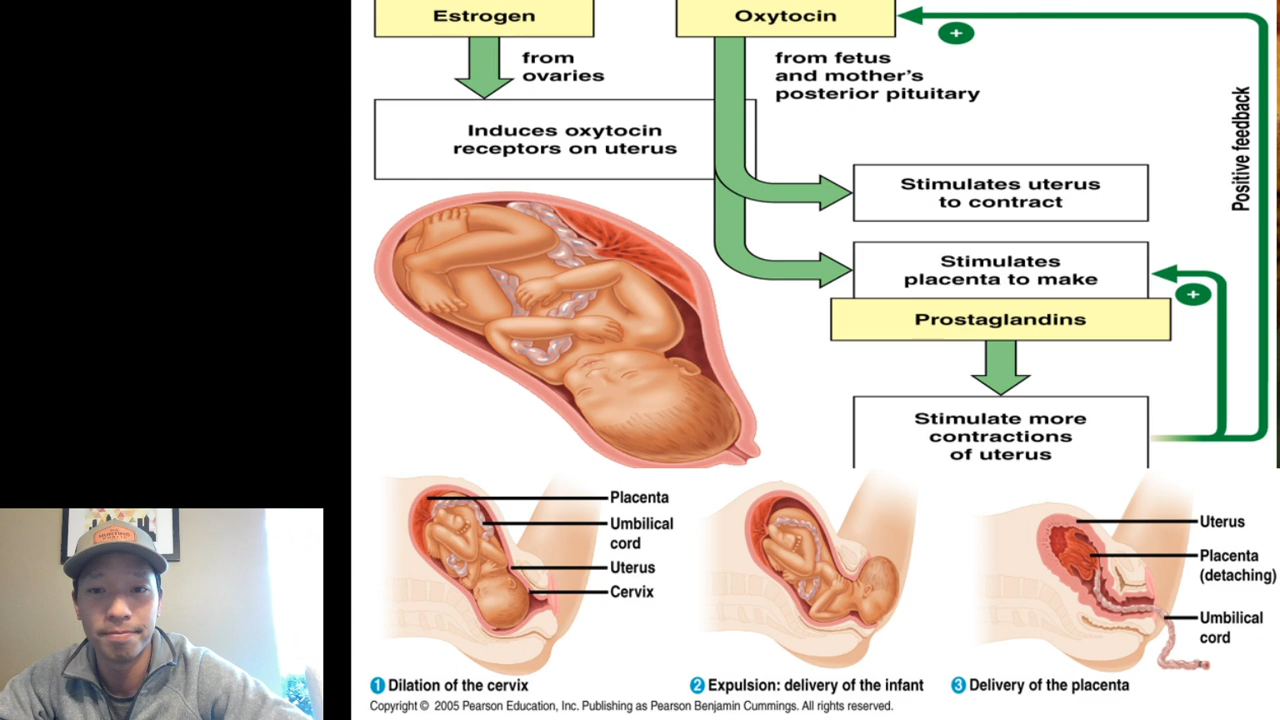 Estrogen
Oxytocin
+
from
ovaries
from fetus
and mother's
posterior pituitary
Induces oxytocin
receptors on uterus
Positive feedback
Stimulates uterus
to contract
Stimulates
placenta to make
+
Prostaglandins
Stimulate more
contractions
of uterus
Placenta
Umbilical
cord
Uterus
Cervix
Uterus
Placenta
(detaching)
Umbilical
cord
1 Dilation of the cervix
2 Expulsion: delivery of the infant
3 Delivery of the placenta
Copyright © 2005 Pearson Education, Inc. Publishing as Pearson Benjamin Cummings. All rights reserved.